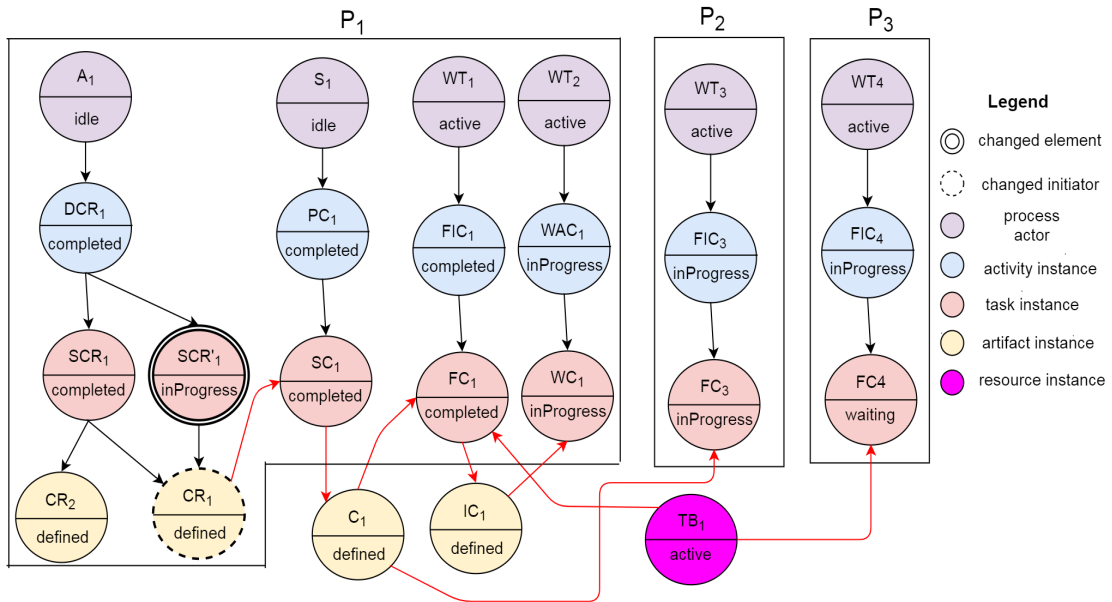 P₁
P₂
P₃
A₁
idle
S₁
idle
WT₁
active
WT₂
active
WT₃
active
WT4
active
DCR₁
completed
PC₁
completed
FIC₁
completed
WAC₁
inProgress
FIC₃
inProgress
FIC₄
inProgress
SCR₁
completed
SCR'₁
inProgress
SC₁
completed
FC₁
completed
WC₁
inProgress
FC₃
inProgress
FC4
waiting
CR₂
defined
CR₁
defined
C₁
defined
IC₁
defined
TB₁
active
Legend
changed element
changed initiator
process
actor
activity instance
task instance
artifact instance
resource instance